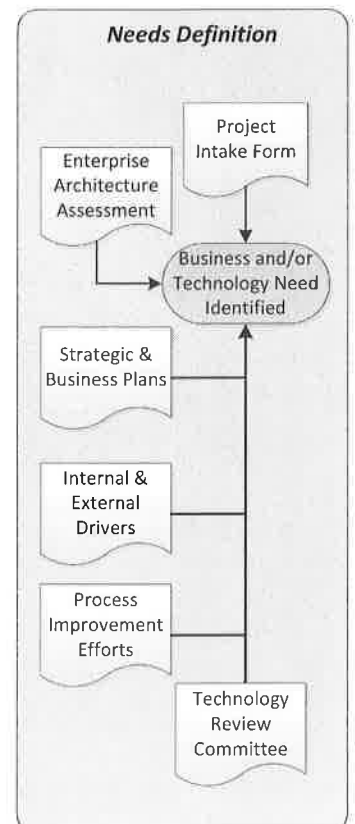 Needs Definition
Project
Intake Form
Enterprise
Architecture
Assessment
Business and/or
Technology Need
Identified
Strategic &
Business Plans
Internal &
External
Drivers
Process
Improvement
Efforts
Technology
Review
Committee